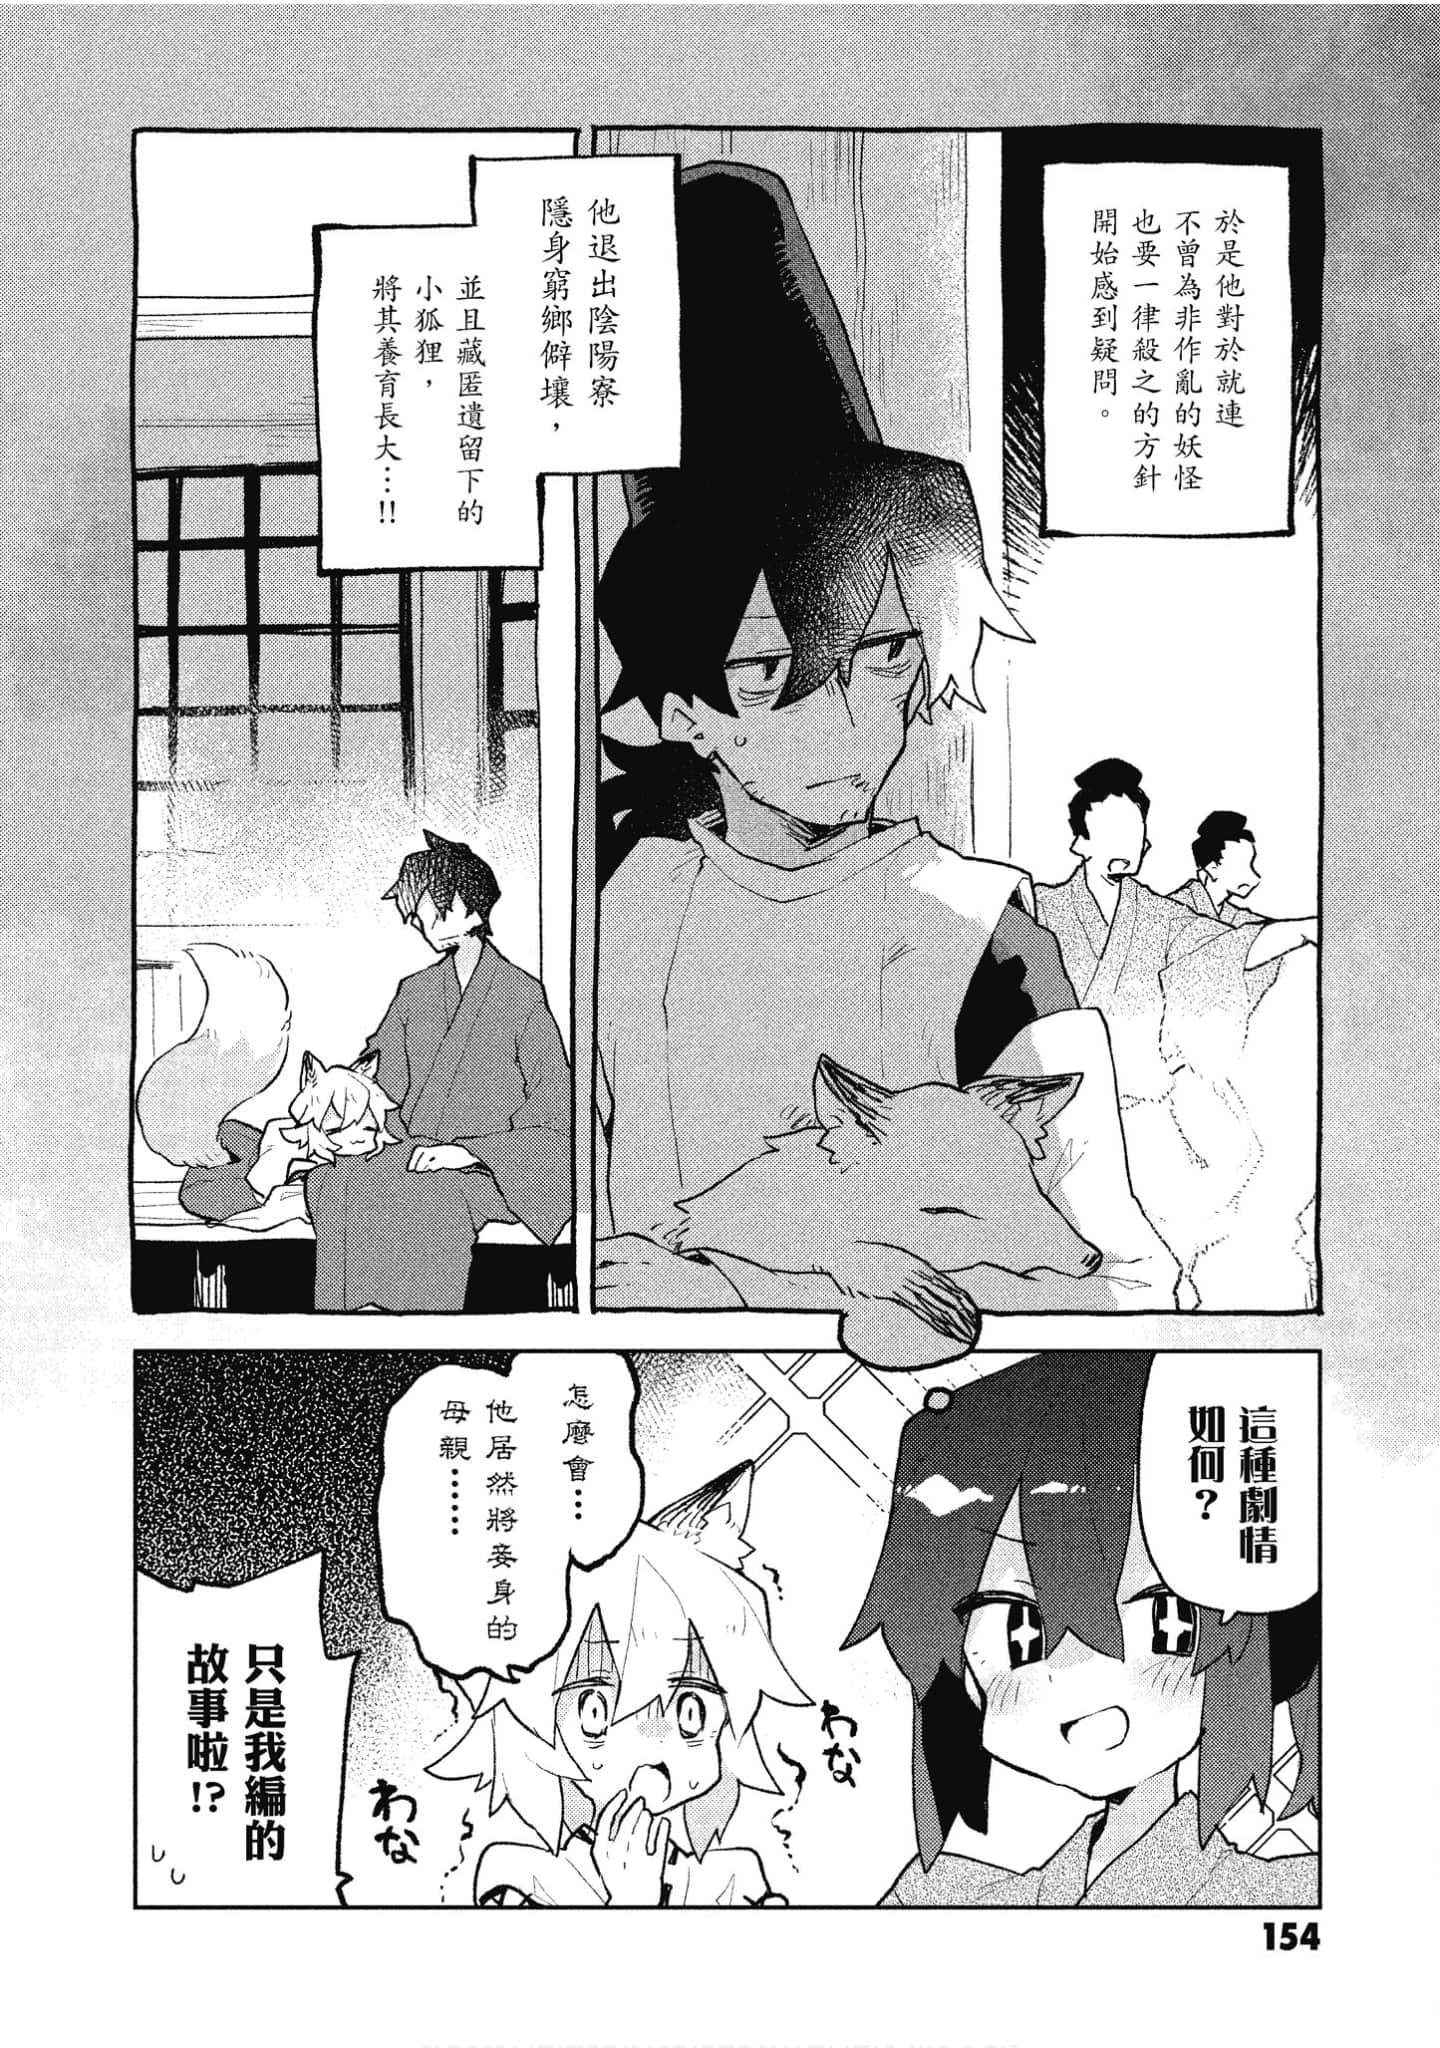 於是他對於就連
不曾為非作亂的妖怪
也要一律殺之的方針
開始感到疑問。
他退出陰陽寮
隱身窮鄉僻壤，
並且藏匿遺留下的
小狐狸，
將其養育長大…!!
這種劇情
如何？
怎麼會…
他居然將妾身的
母親……
わな
わな
只是我編的
故事啦!?
154